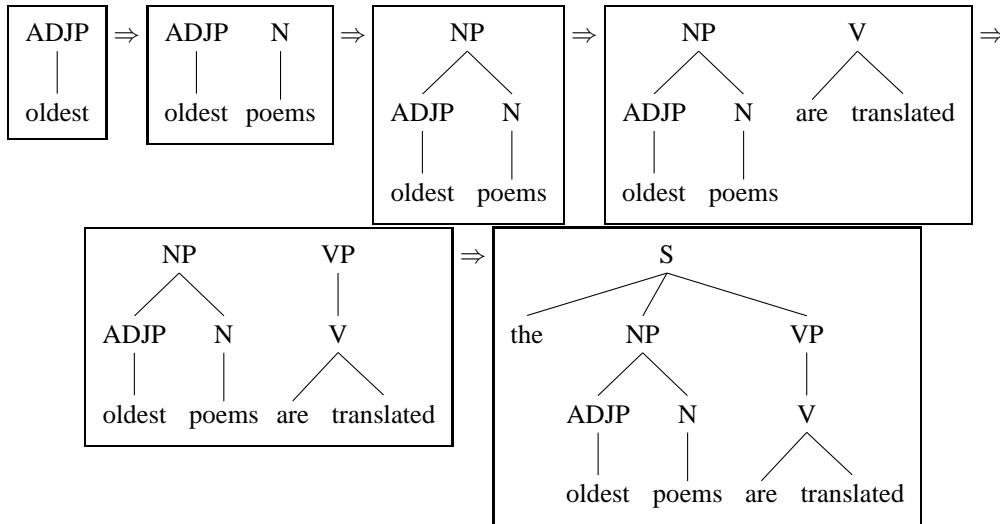 ADJP ⇒ ADJP N ⇒ NP ⇒ NP V ⇒
oldest oldest poems ADJP N ADJP N are translated
oldest poems oldest poems
NP VP ⇒ S
ADJP N V the NP VP
oldest poems are translated ADJP N V
oldest poems are translated